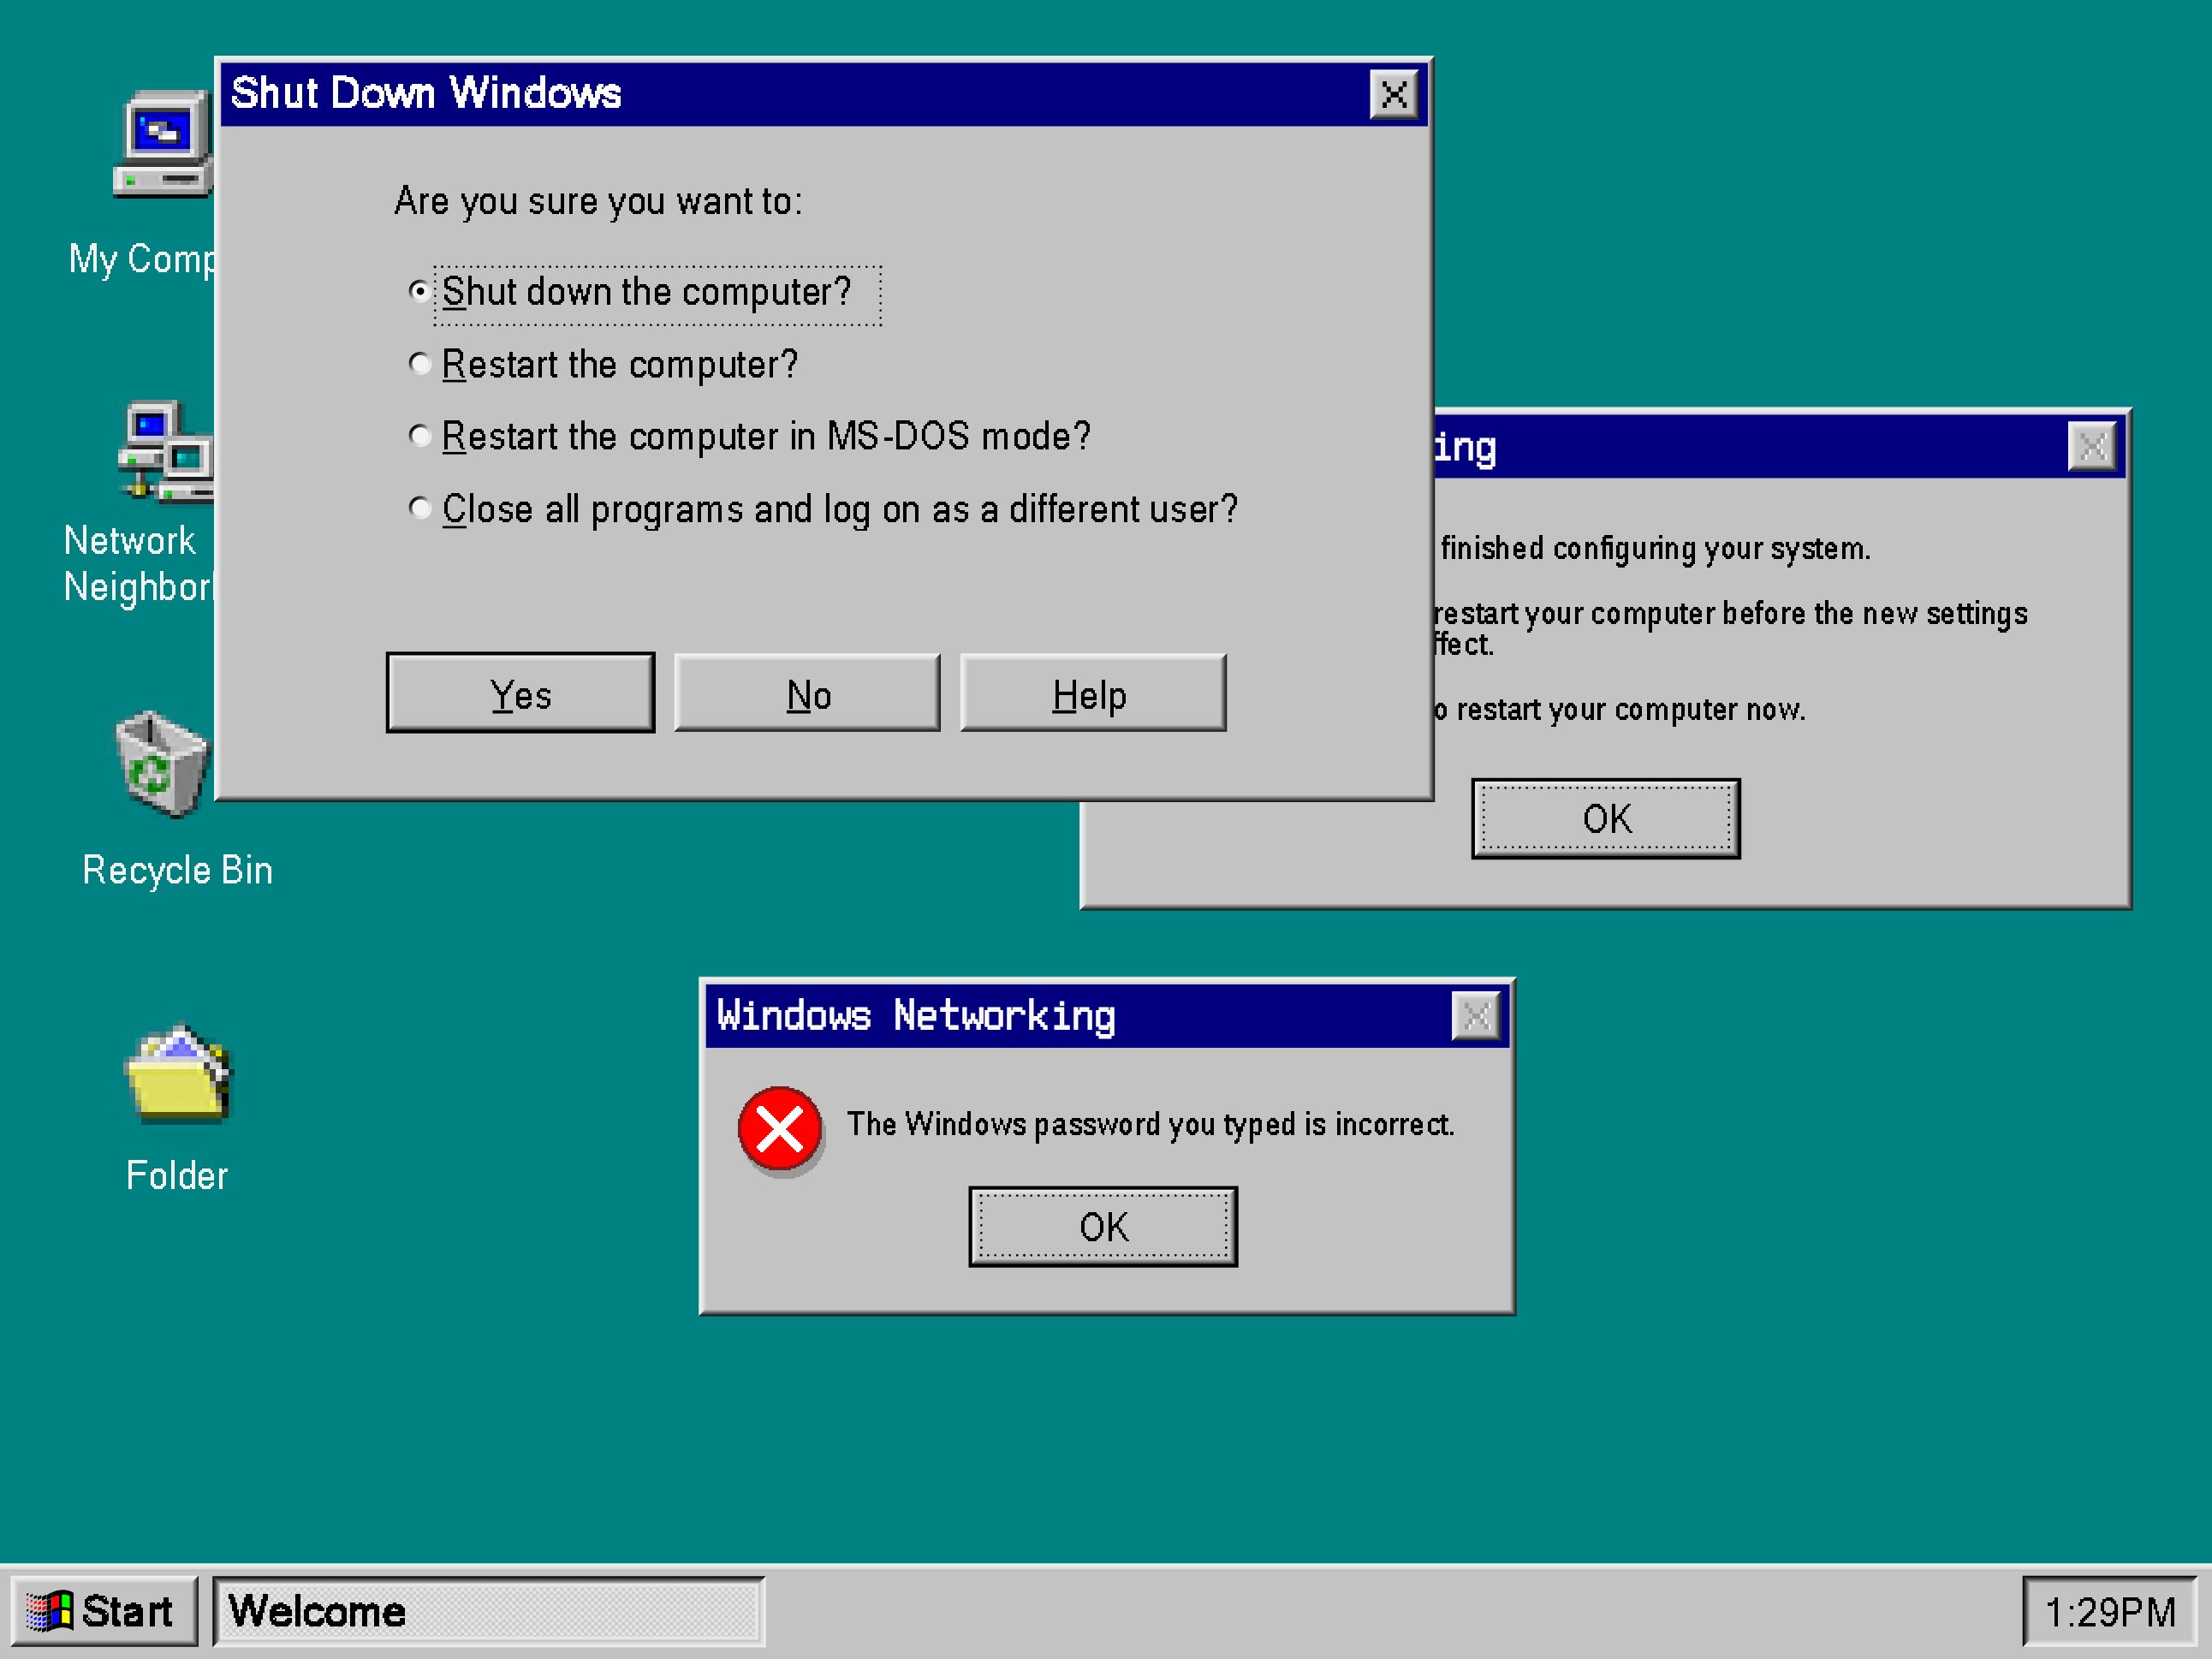 Shut Down Windows
Are you sure you want to:
Shut down the computer?
Restart the computer?
Restart the computer in MS-DOS mode?
Close all programs and log on as a different user?
Yes
No
Help
My Comp
Network
Neighbor
Recycle Bin
Folder
ing
finished configuring your system.
restart your computer before the new settings
ffect.
o restart your computer now.
OK
Windows Networking
The Windows password you typed is incorrect.
OK
Start
Welcome
1:29PM